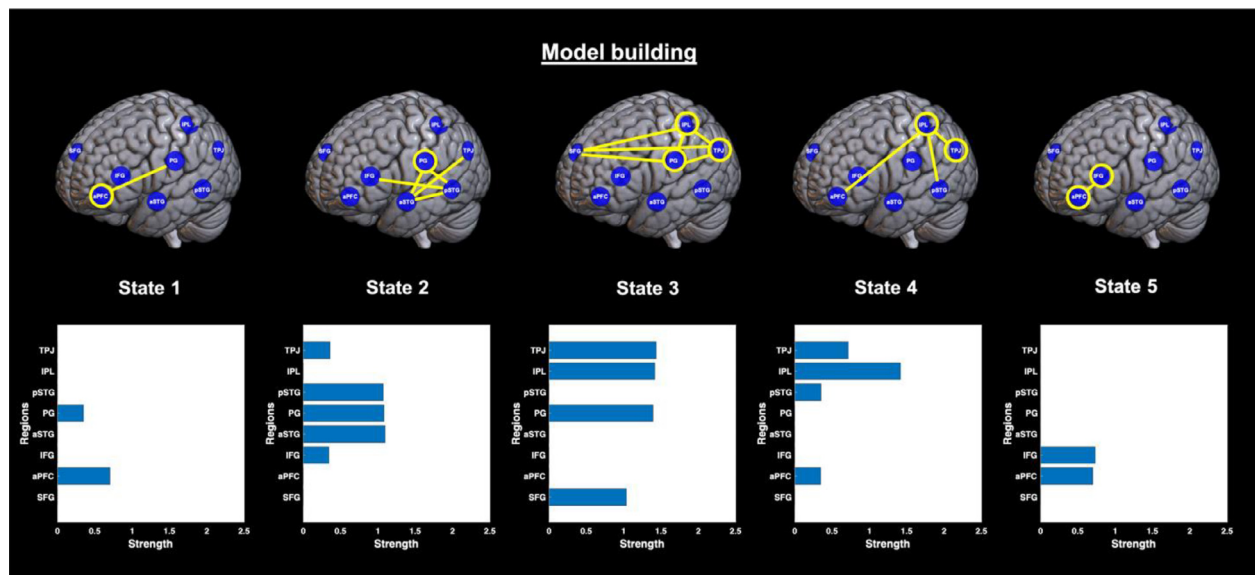 Model building
SFG IPL TPJ PG IFG pSTG aPFC aSTG
SFG IPL TPJ PG IFG pSTG aPFC aSTG
SFG IPL TPJ PG IFG pSTG aPFC aSTG
SFG IPL TPJ PG IFG pSTG aPFC aSTG
SFG IPL TPJ PG IFG pSTG aPFC aSTG
State 1 State 2 State 3 State 4 State 5
Regions
TPJ
IPL
pSTG
PG
aSTG
IFG
aPFC
SFG
0 0.5 1 1.5 2 2.5
Strength
Regions
TPJ
IPL
pSTG
PG
aSTG
IFG
aPFC
SFG
0 0.5 1 1.5 2 2.5
Strength
Regions
TPJ
IPL
pSTG
PG
aSTG
IFG
aPFC
SFG
0 0.5 1 1.5 2 2.5
Strength
Regions
TPJ
IPL
pSTG
PG
aSTG
IFG
aPFC
SFG
0 0.5 1 1.5 2 2.5
Strength
Regions
TPJ
IPL
pSTG
PG
aSTG
IFG
aPFC
SFG
0 0.5 1 1.5 2 2.5
Strength